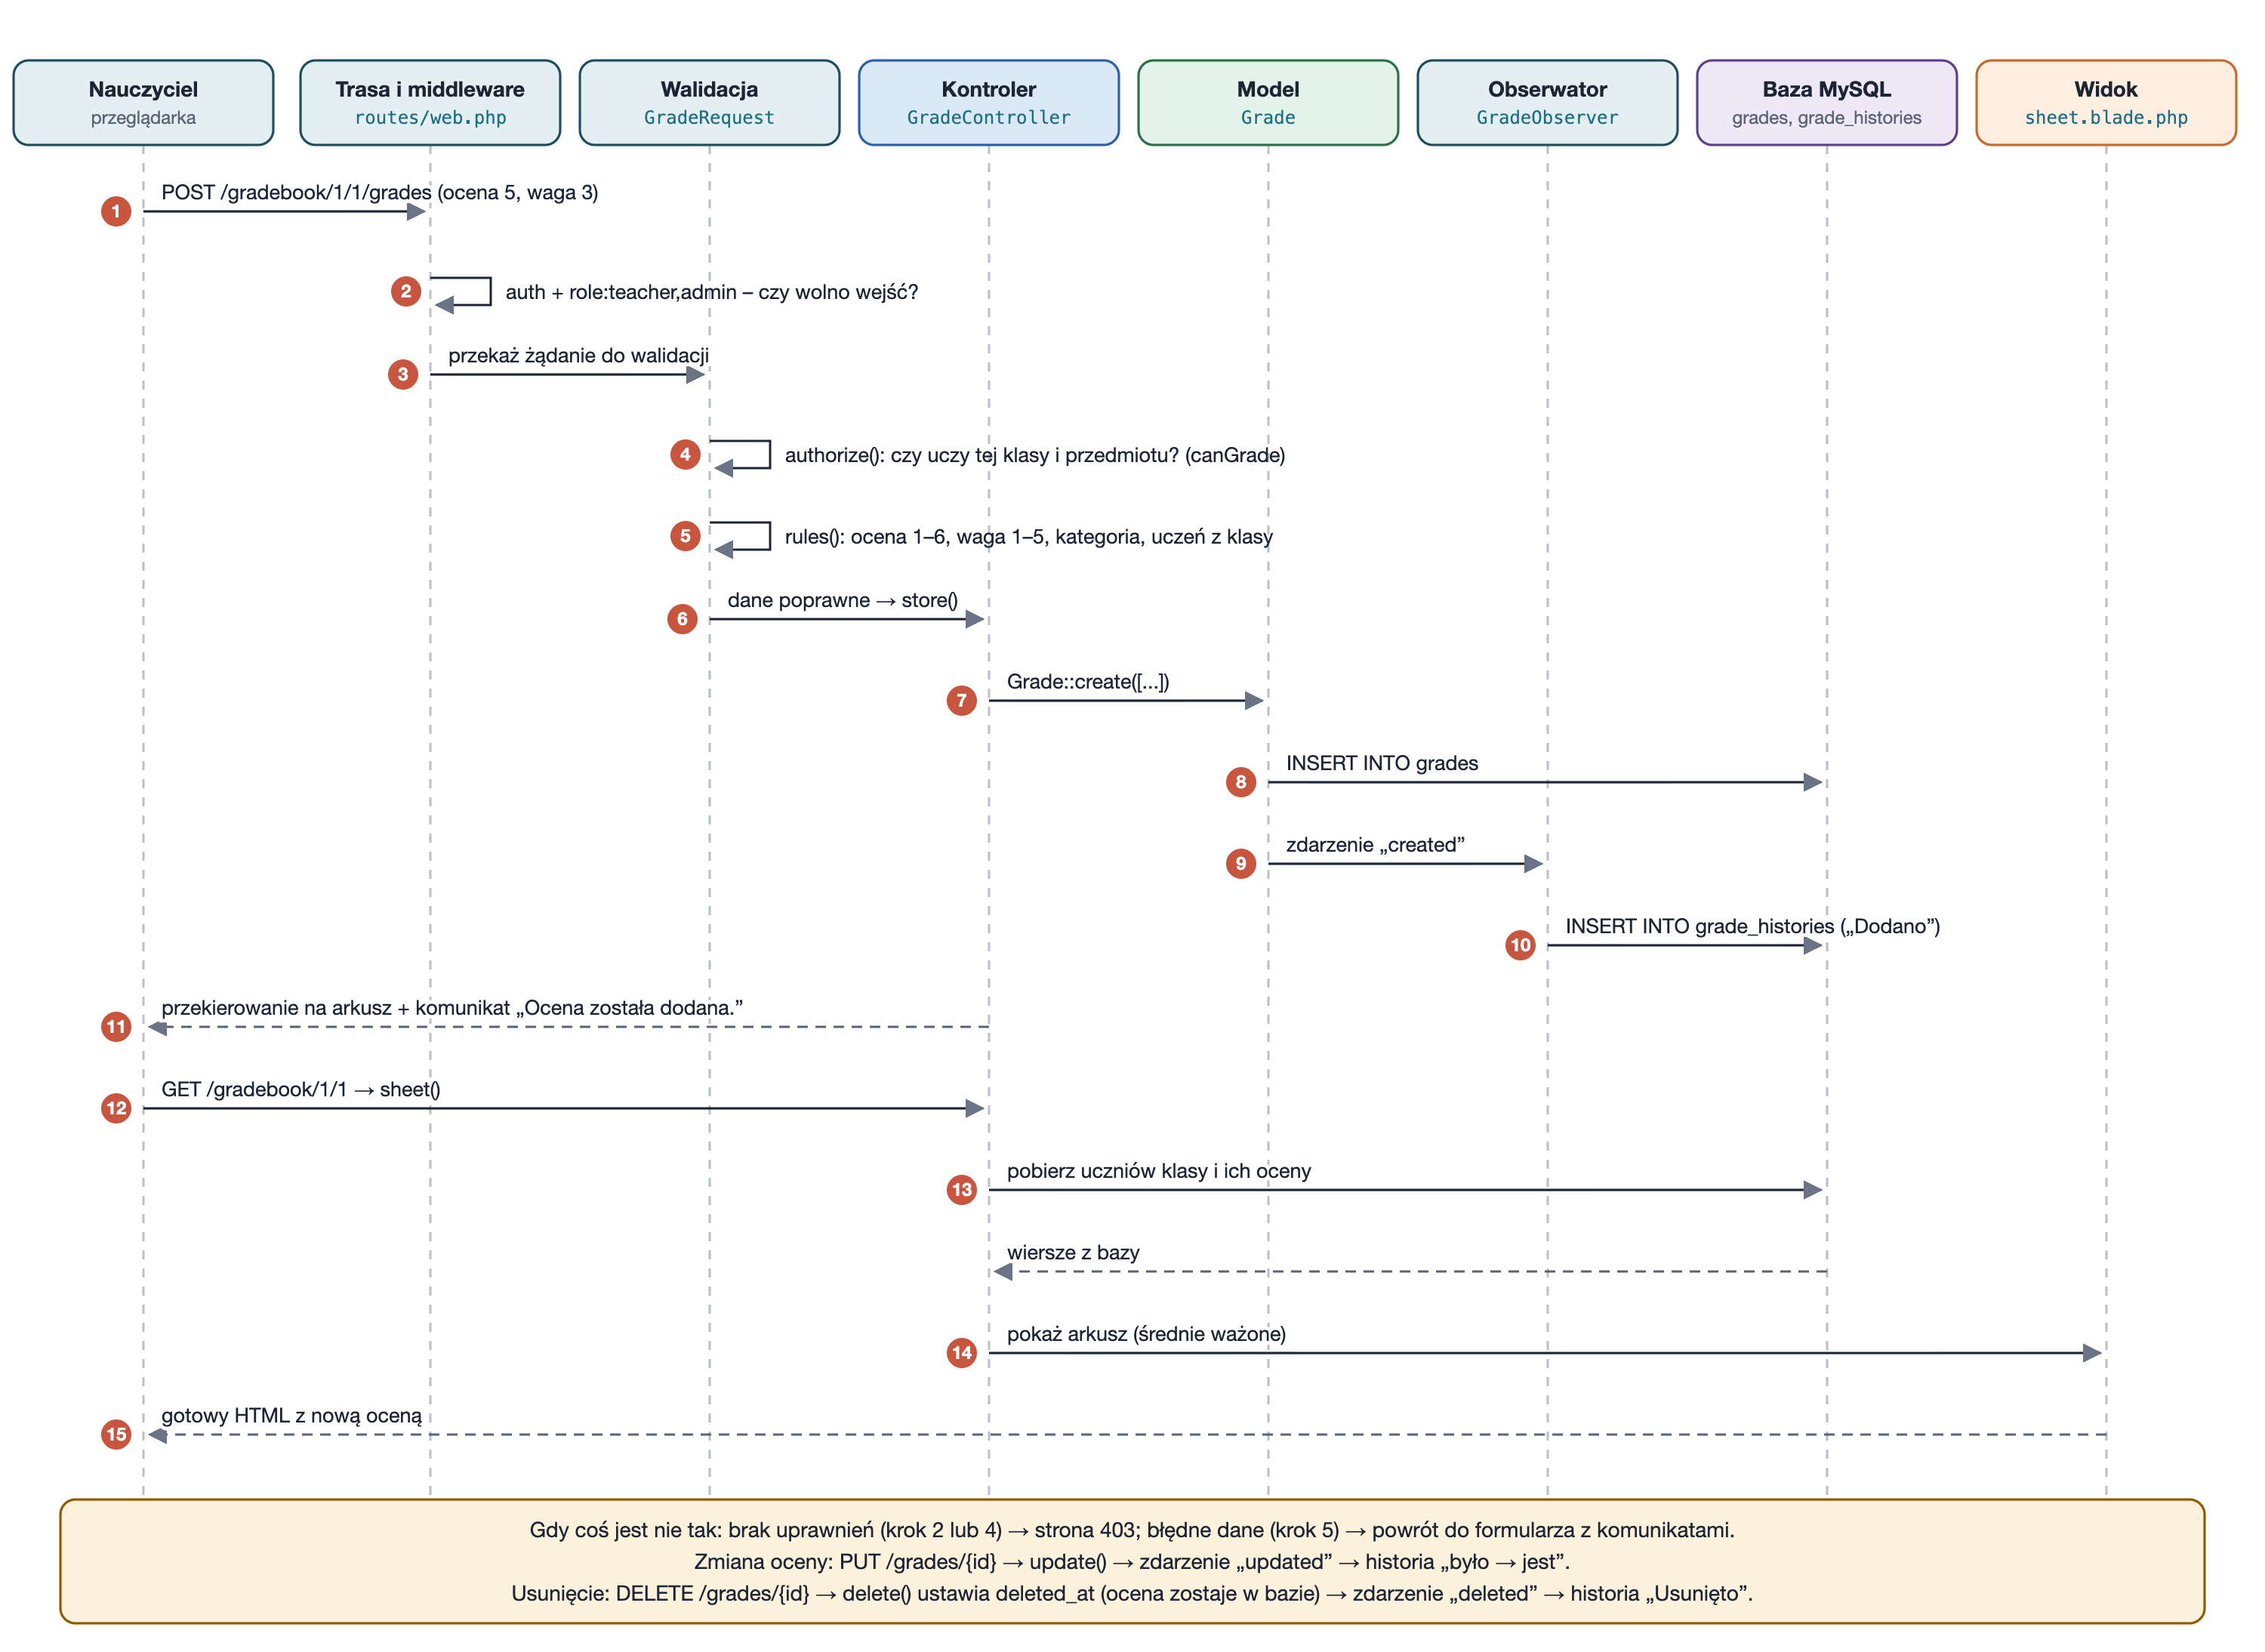 Nauczyciel
przeglądarka
Trasa i middleware
routes/web.php
Walidacja
GradeRequest
Kontroler
GradeController
Model
Grade
Obserwator
GradeObserver
Baza MySQL
grades, grade_histories
Widok
sheet.blade.php
1 POST /gradebook/1/1/grades (ocena 5, waga 3)
2 auth + role:teacher,admin – czy wolno wejść?
3 przekaż żądanie do walidacji
4 authorize(): czy uczy tej klasy i przedmiotu? (canGrade)
5 rules(): ocena 1–6, waga 1–5, kategoria, uczeń z klasy
6 dane poprawne → store()
7 Grade::create([...])
8 INSERT INTO grades
9 zdarzenie „created”
10 INSERT INTO grade_histories („Dodano”)
11 przekierowanie na arkusz + komunikat „Ocena została dodana.”
12 GET /gradebook/1/1 → sheet()
13 pobierz uczniów klasy i ich oceny
wiersze z bazy
14 pokaż arkusz (średnie ważone)
15 gotowy HTML z nową oceną
Gdy coś jest nie tak: brak uprawnień (krok 2 lub 4) → strona 403; błędne dane (krok 5) → powrót do formularza z komunikatami.
Zmiana oceny: PUT /grades/{id} → update() → zdarzenie „updated” → historia „było → jest”.
Usunięcie: DELETE /grades/{id} → delete() ustawia deleted_at (ocena zostaje w bazie) → zdarzenie „deleted” → historia „Usunięto”.